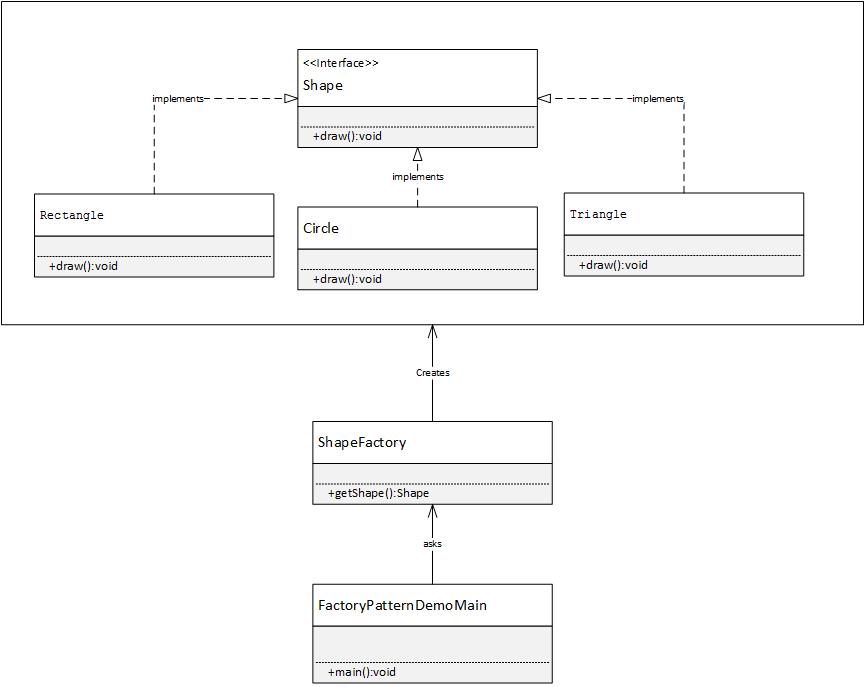 <<Interface>>
Shape
+draw():void
implements
implements
implements
Rectangle
+draw():void
Circle
+draw():void
Triangle
+draw():void
Creates
ShapeFactory
+getShape():Shape
asks
FactoryPatternDemoMain
+main():void